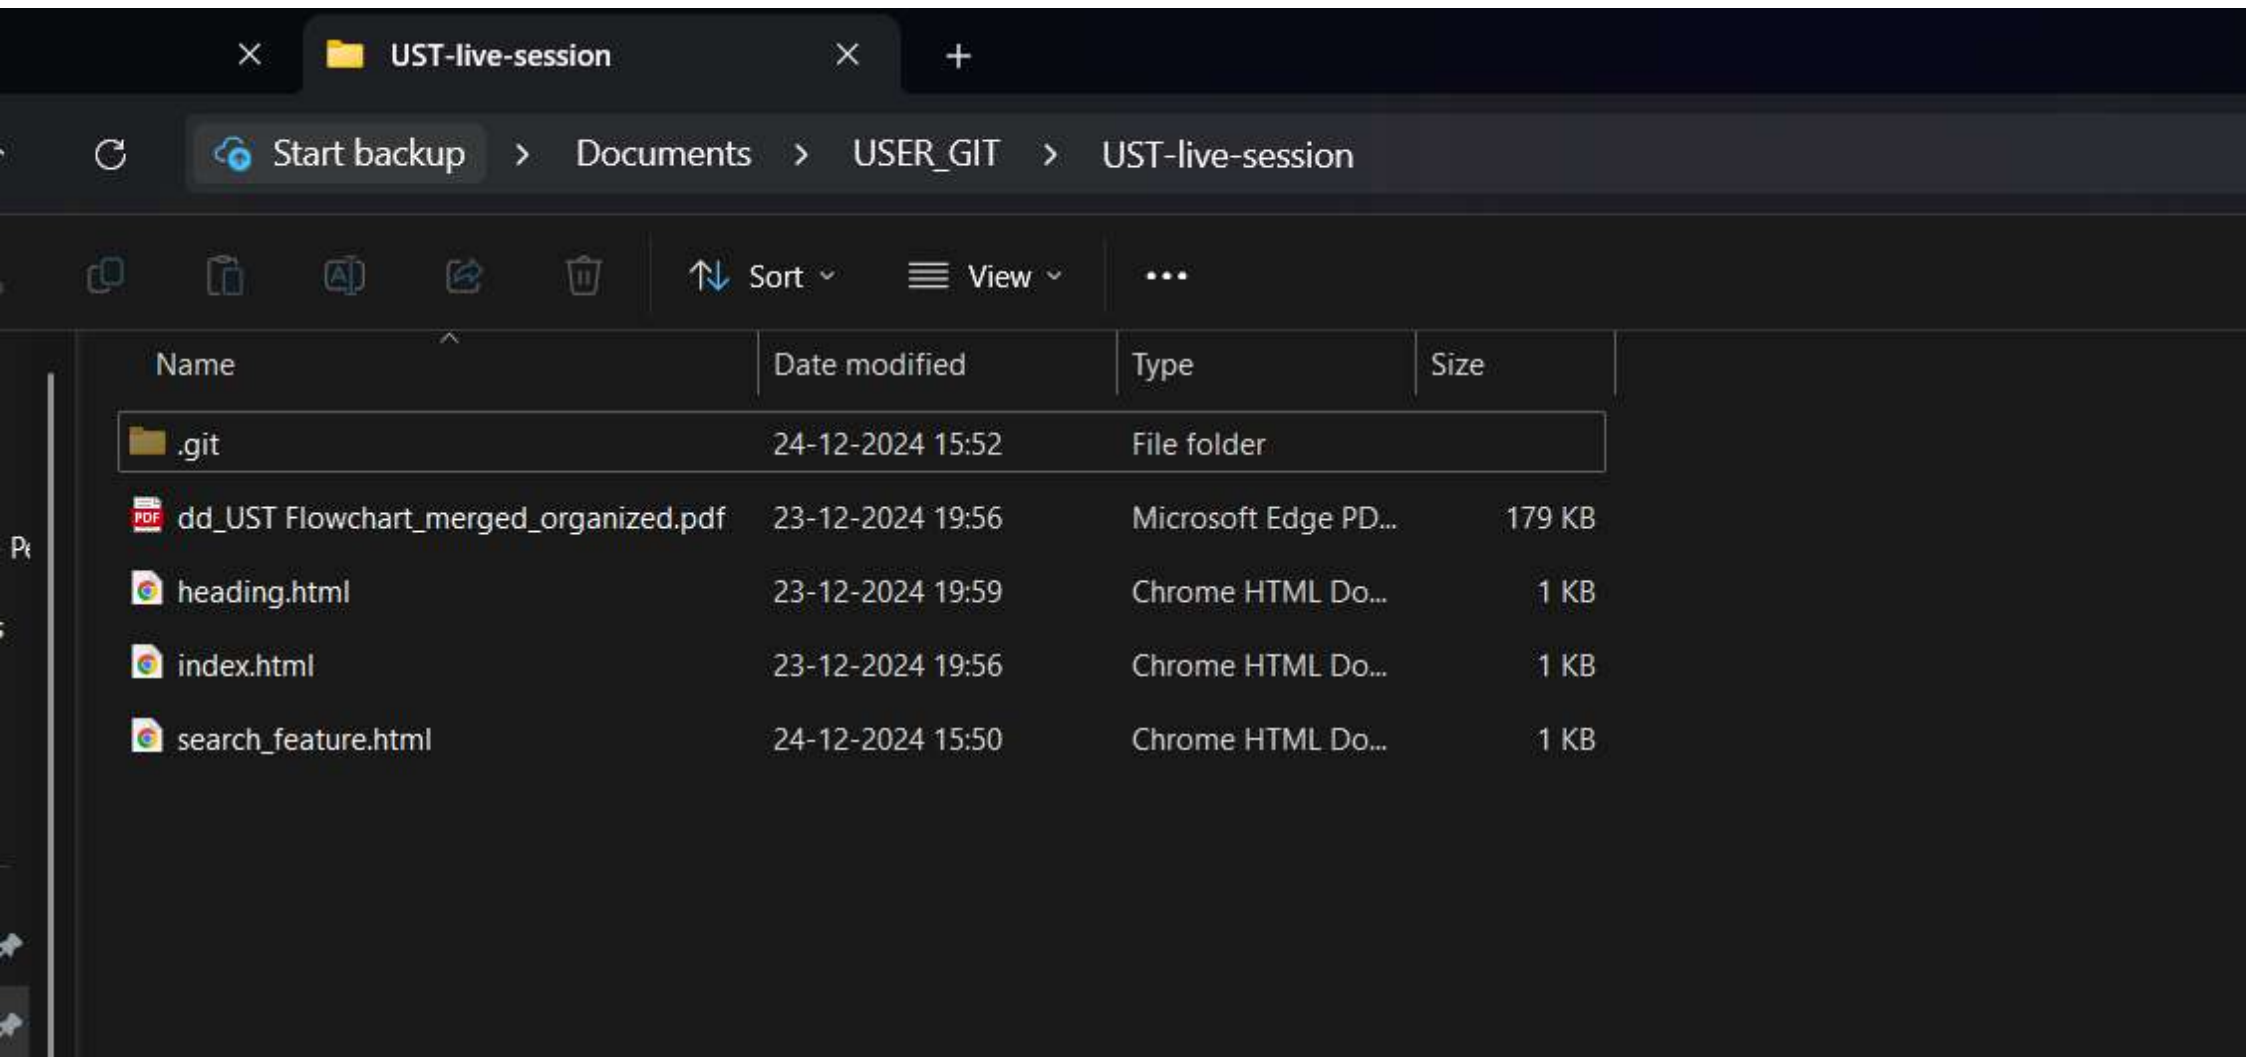 UST-live-session
Start backup > Documents > USER_GIT > UST-live-session
Sort View
Name Date modified Type Size
.git 24-12-2024 15:52 File folder
dd_UST Flowchart_merged_organized.pdf 23-12-2024 19:56 Microsoft Edge PD... 179 KB
heading.html 23-12-2024 19:59 Chrome HTML Do... 1 KB
index.html 23-12-2024 19:56 Chrome HTML Do... 1 KB
search_feature.html 24-12-2024 15:50 Chrome HTML Do... 1 KB